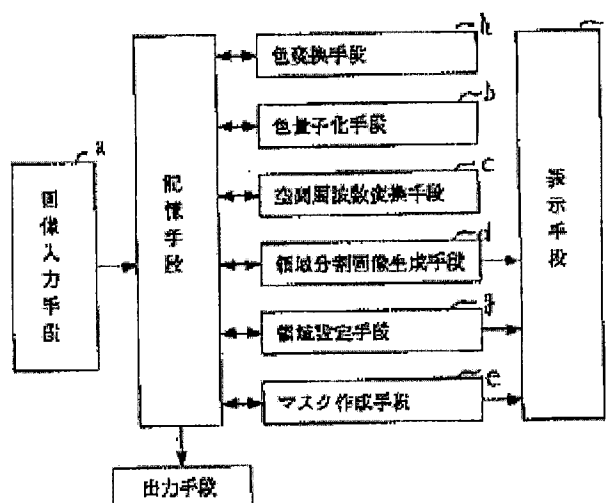 h
色変換手段
b
色量子化手段
a
c
画像入力手段
記憶手段
空間周波数変換手段
表示手段
d
領域分割画像生成手段
g
領域設定手段
e
マスク作成手段
出力手段